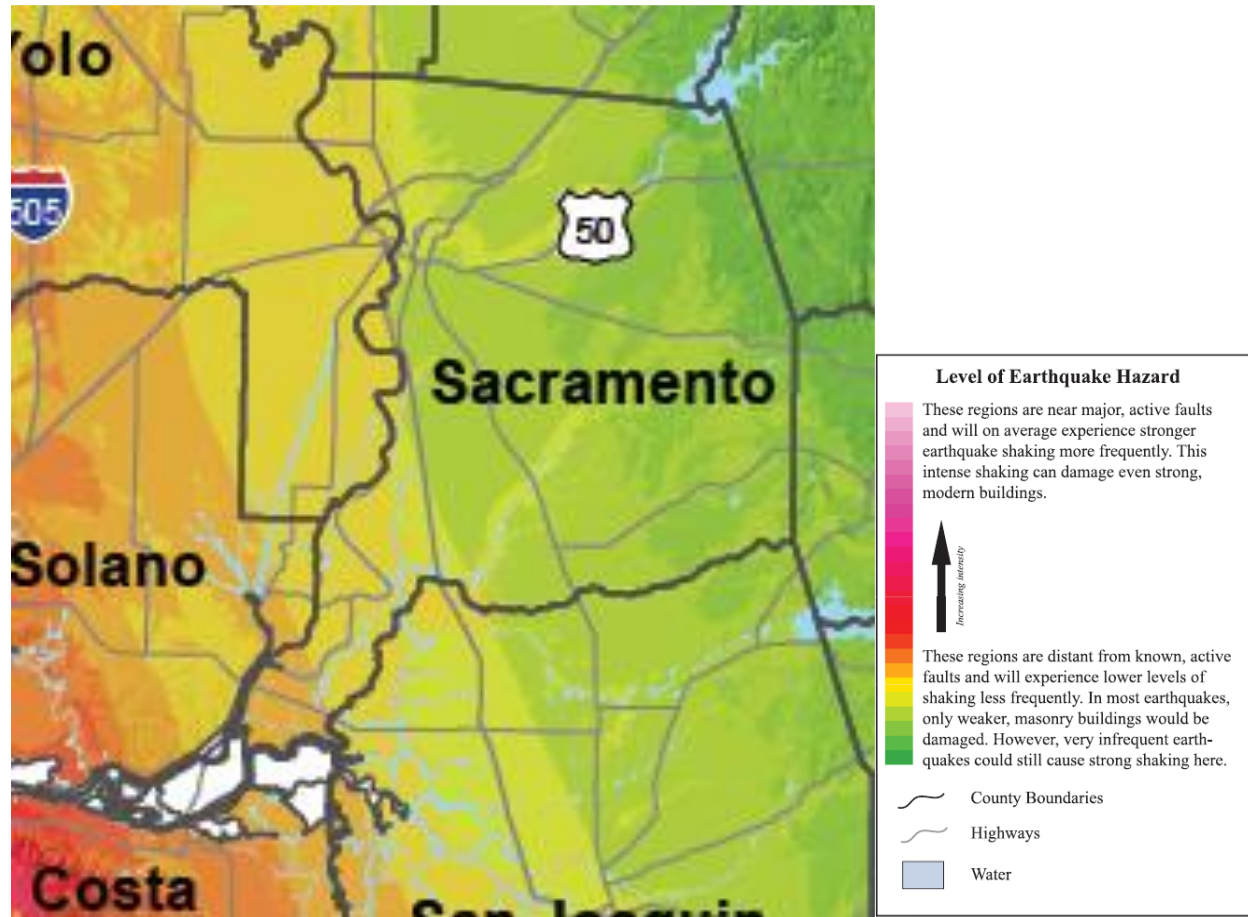 Yolo
505
50
Sacramento
Solano
Costa
San Joaquin
Level of Earthquake Hazard
These regions are near major, active faults
and will on average experience stronger
earthquake shaking more frequently. This
intense shaking can damage even strong,
modern buildings.
Increasing intensity
These regions are distant from known, active
faults and will experience lower levels of
shaking less frequently. In most earthquakes,
only weaker, masonry buildings would be
damaged. However, very infrequent earth-
quakes could still cause strong shaking here.
County Boundaries
Highways
Water